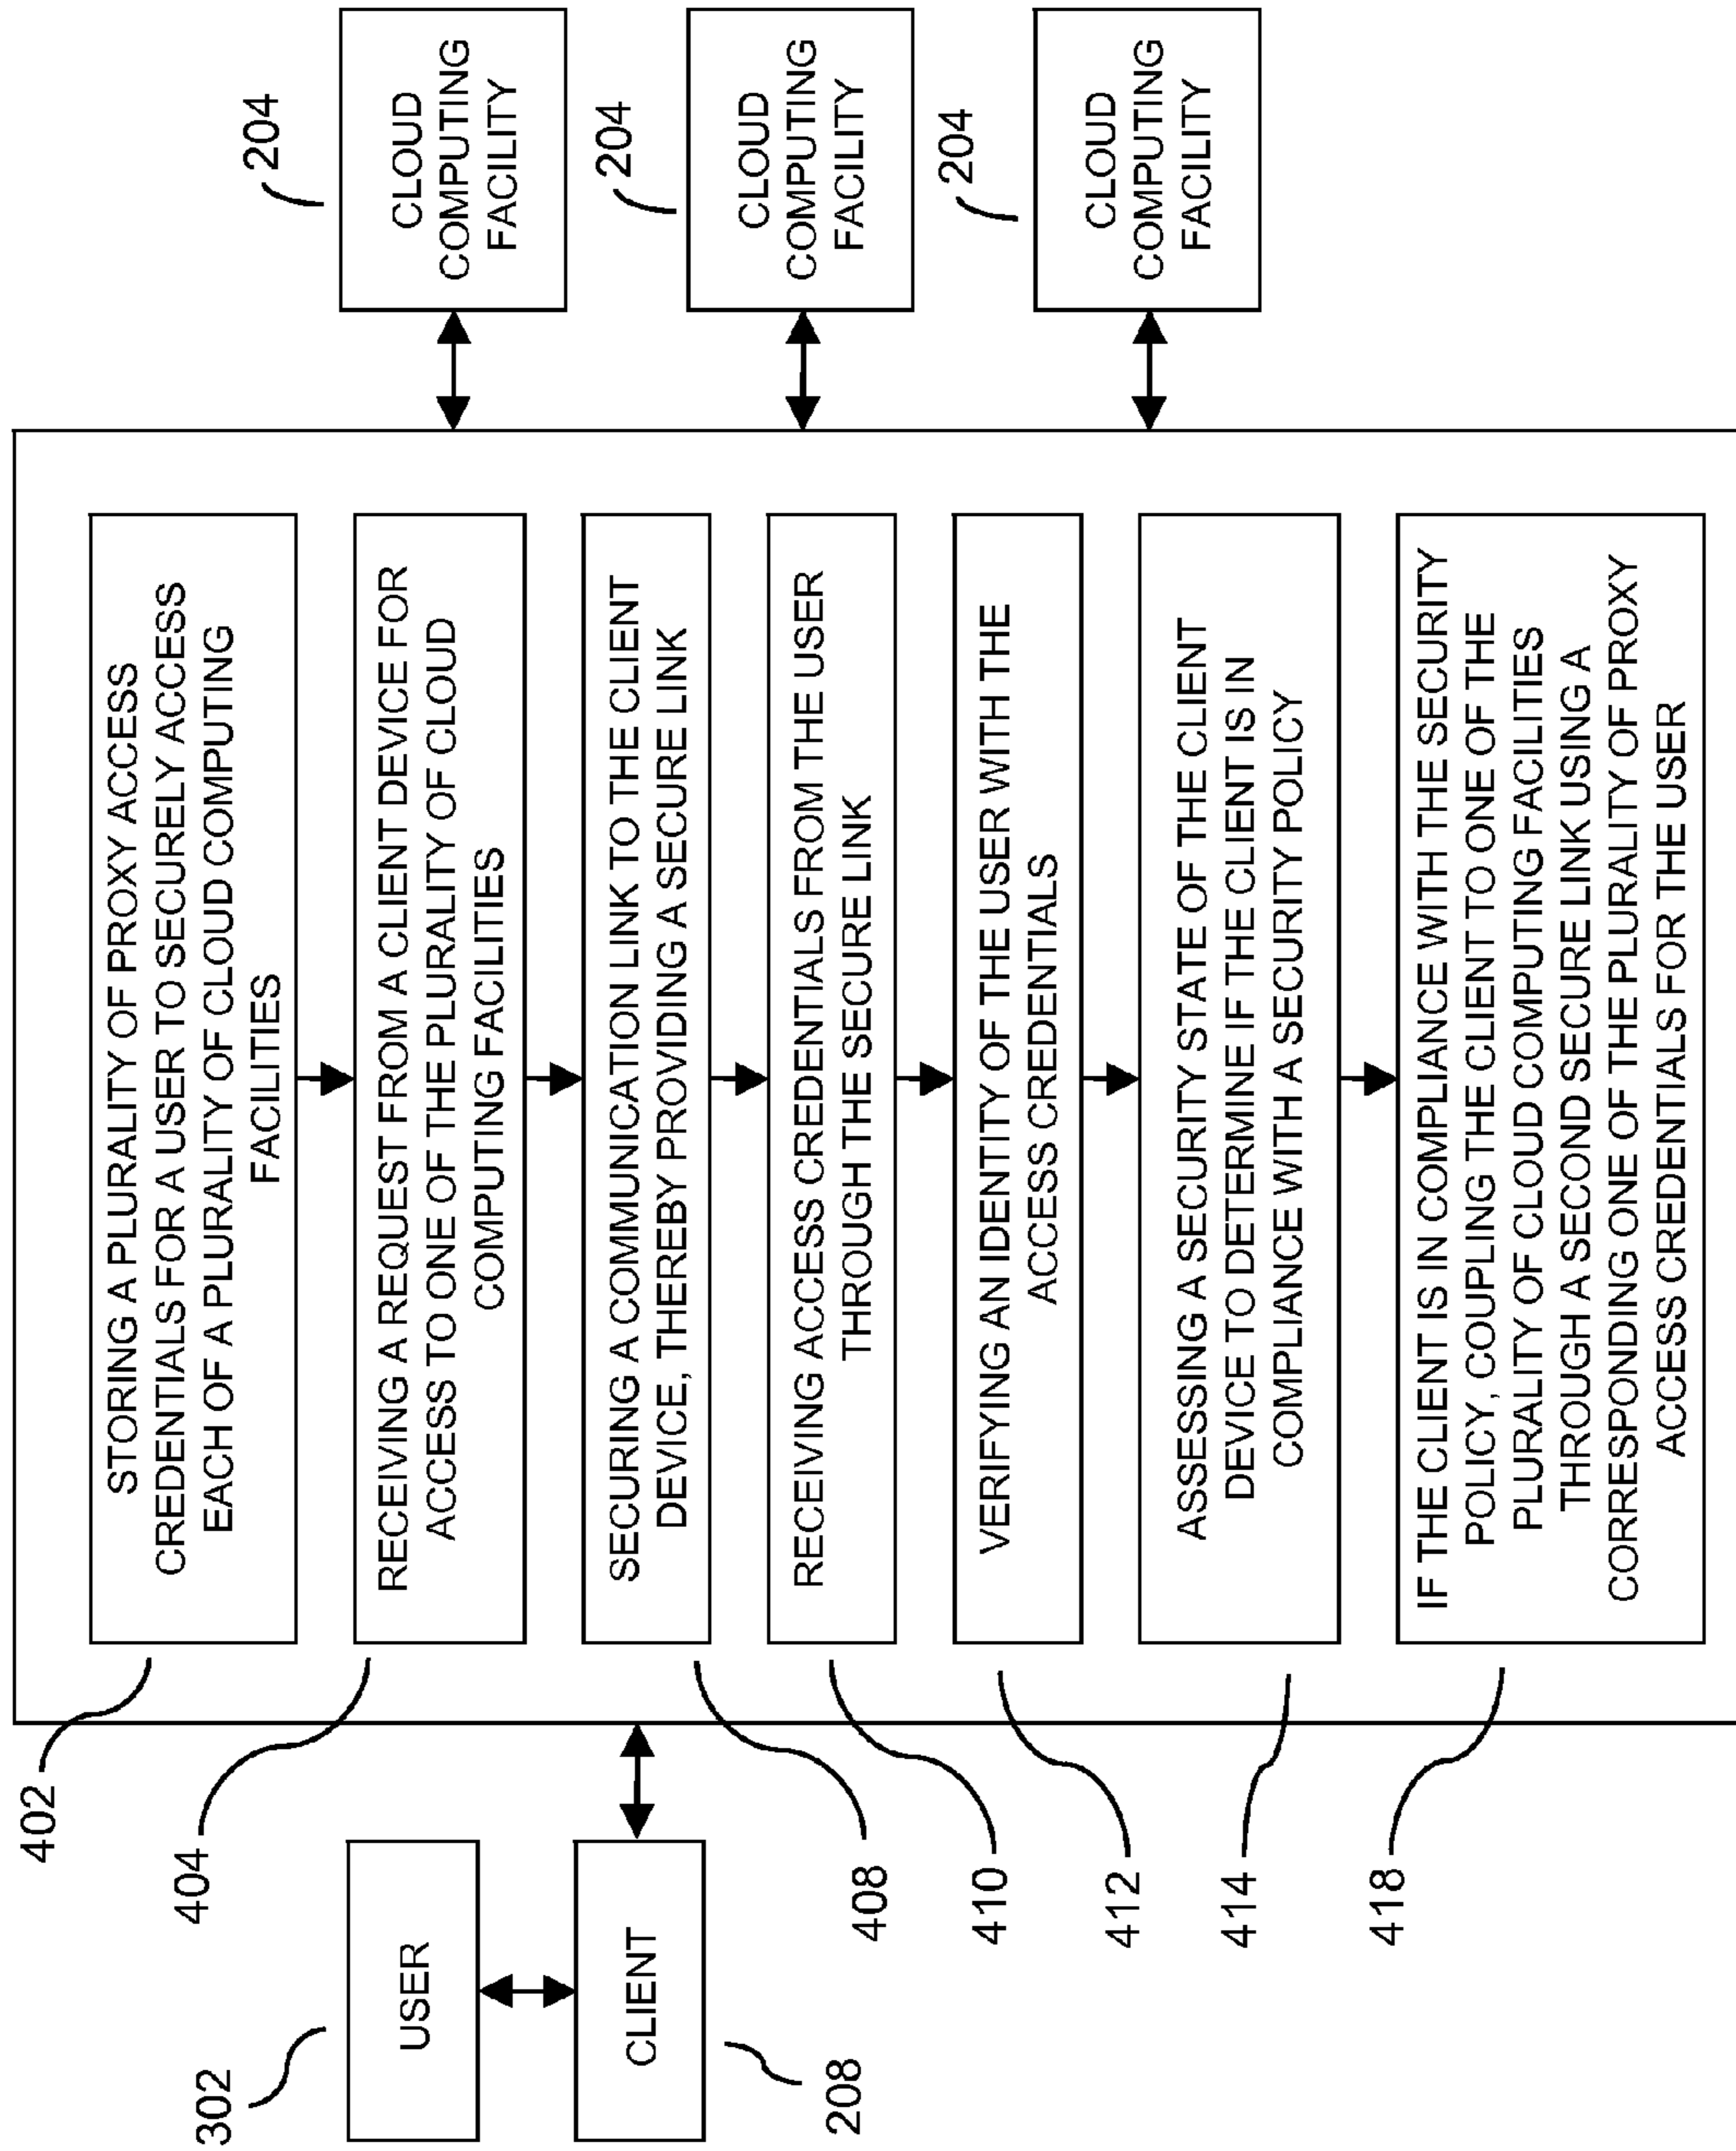 302
USER
CLIENT
208
402
404
408
410
412
414
418
STORING A PLURALITY OF PROXY ACCESS
CREDENTIALS FOR A USER TO SECURELY ACCESS
EACH OF A PLURALITY OF CLOUD COMPUTING
FACILITIES
RECEIVING A REQUEST FROM A CLIENT DEVICE FOR
ACCESS TO ONE OF THE PLURALITY OF CLOUD
COMPUTING FACILITIES
SECURING A COMMUNICATION LINK TO THE CLIENT
DEVICE, THEREBY PROVIDING A SECURE LINK
RECEIVING ACCESS CREDENTIALS FROM THE USER
THROUGH THE SECURE LINK
VERIFYING AN IDENTITY OF THE USER WITH THE
ACCESS CREDENTIALS
ASSESSING A SECURITY STATE OF THE CLIENT
DEVICE TO DETERMINE IF THE CLIENT IS IN
COMPLIANCE WITH A SECURITY POLICY
IF THE CLIENT IS IN COMPLIANCE WITH THE SECURITY
POLICY, COUPLING THE CLIENT TO ONE OF THE
PLURALITY OF CLOUD COMPUTING FACILITIES
THROUGH A SECOND SECURE LINK USING A
CORRESPONDING ONE OF THE PLURALITY OF PROXY
ACCESS CREDENTIALS FOR THE USER
204
CLOUD
COMPUTING
FACILITY
204
CLOUD
COMPUTING
FACILITY
204
CLOUD
COMPUTING
FACILITY